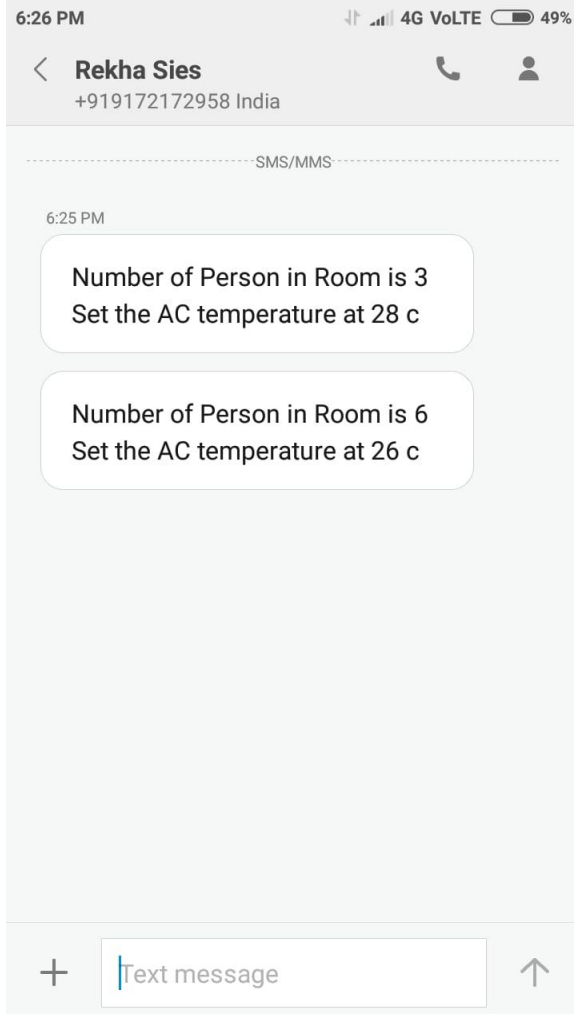 6:26 PM 4G VoLTE 49%
Rekha Sies
+919172172958 India
SMS/MMS
6:25 PM
Number of Person in Room is 3
Set the AC temperature at 28 c
Number of Person in Room is 6
Set the AC temperature at 26 c
Text message